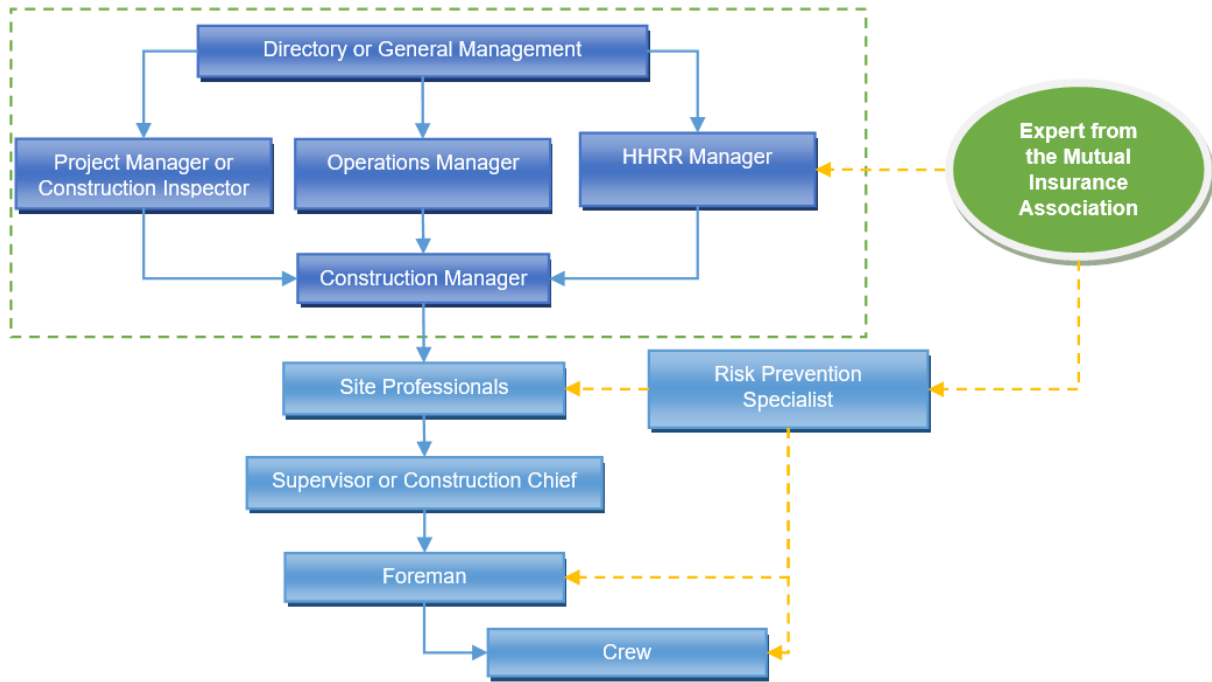 Directory or General Management
Project Manager or
Construction Inspector
Operations Manager
HHRR Manager
Expert from
the Mutual
Insurance
Association
Construction Manager
Site Professionals
Risk Prevention
Specialist
Supervisor or Construction Chief
Foreman
Crew